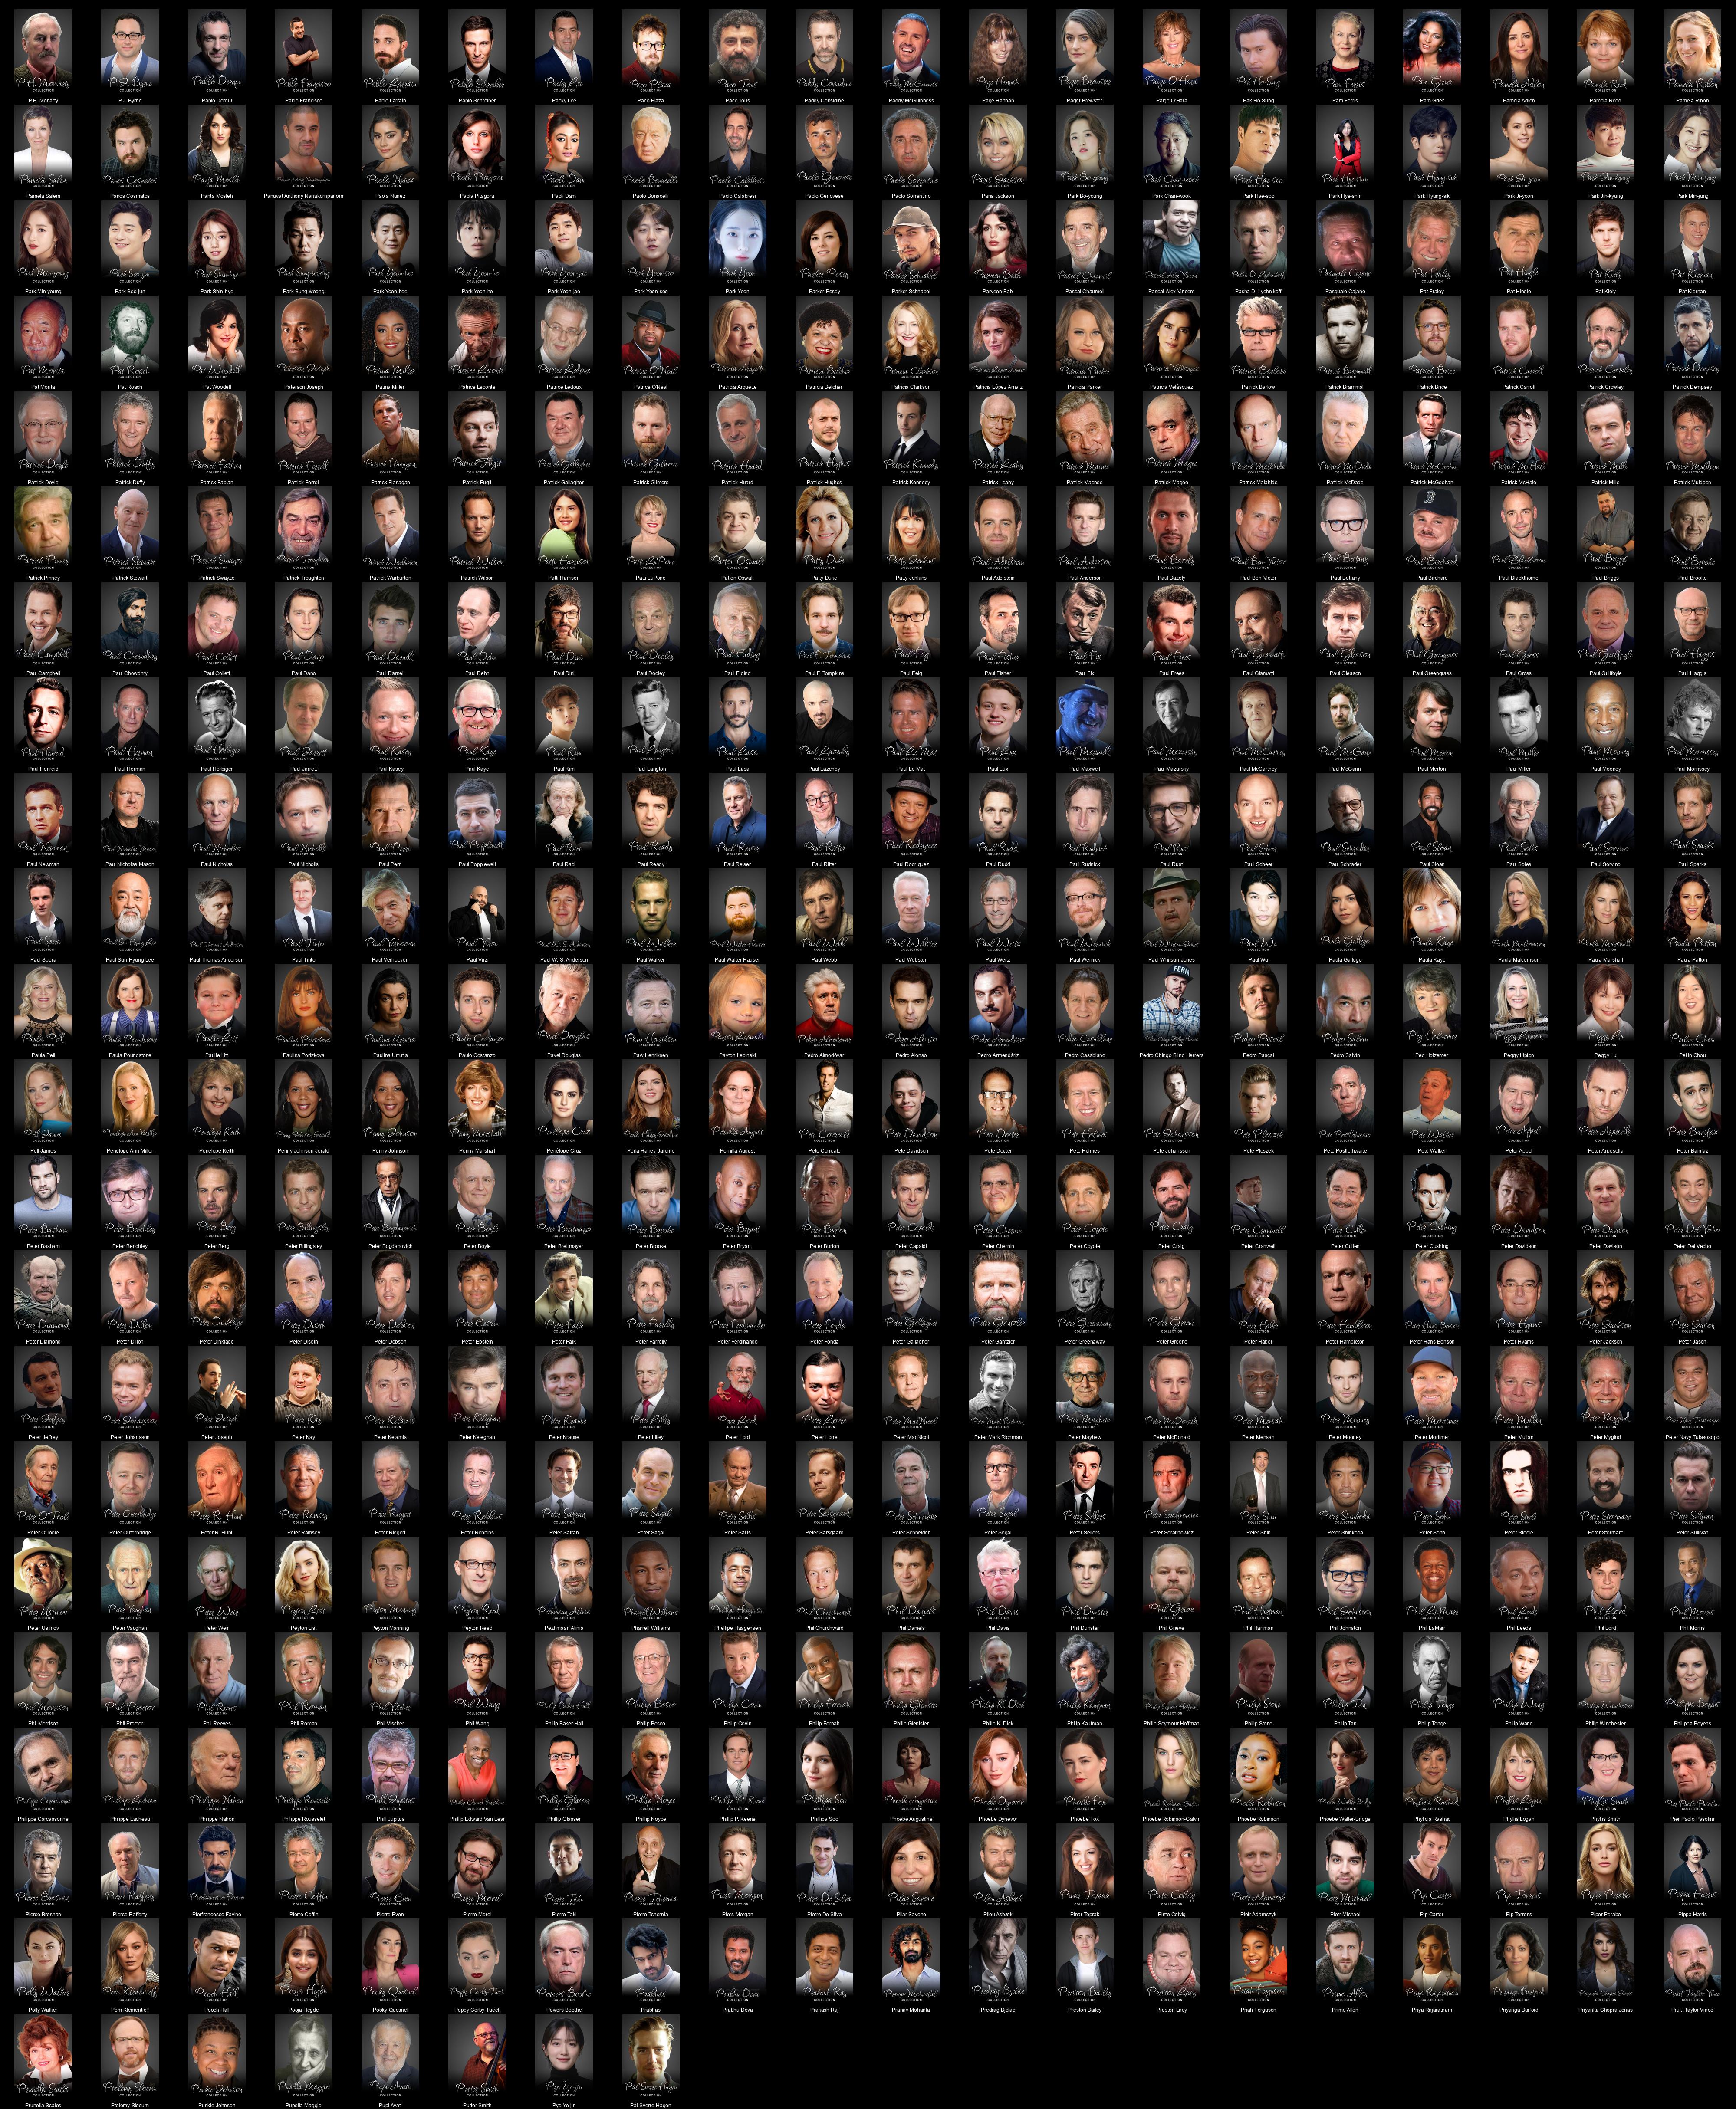 P.H. Moriarty P.J. Byrne Pablo Derqui Pablo Francisco Pablo Larraín Pablo Schreiber Packy Lee Paco Plaza Paco Tous Paddy Considine Paddy McGuinness Page Hannah Paget Brewster Paige O'Hara Pak Ho-Sung Pam Ferris Pam Grier Pamela Adlon Pamela Reed Pamela Ribon
Pamela Salem Panos Cosmatos Panta Mosleh Panuvat Anthony Nanakornpanom Paola Nuñez Paola Pitagora Paoli Dam Paolo Bonacelli Paolo Calabresi Paolo Genovese Paolo Sorrentino Paris Jackson Park Bo-young Park Chan-wook Park Hae-soo Park Hye-shin Park Hyung-sik Park Ji-yoon Park Jin-kyung Park Min-jung
Park Min-young Park Seo-jun Park Shin-hye Park Sung-woong Park Yoon-hee Park Yoon-ho Park Yoon-jae Park Yoon-seo Park Yoon Parker Posey Parker Schnabel Parveen Babi Pascal Chaumeil Pascal-Alex Vincent Pasha D. Lychnikoff Pasquale Cajano Pat Fraley Pat Hingle Pat Kiely Pat Kiernan
Pat Morita Pat Roach Pat Woodell Paterson Joseph Patina Miller Patrice Leconte Patrice Ledoux Patrice O'Neal Patricia Arquette Patricia Belcher Patricia Clarkson Patricia López Arnaiz Patricia Parker Patricia Velásquez Patrick Barlow Patrick Brammall Patrick Brice Patrick Carroll Patrick Crowley Patrick Dempsey
Patrick Doyle Patrick Duffy Patrick Fabian Patrick Ferrell Patrick Flanagan Patrick Fugit Patrick Gallagher Patrick Gilmore Patrick Huard Patrick Hughes Patrick Kennedy Patrick Leahy Patrick Macnee Patrick Magee Patrick Malahide Patrick McDade Patrick McGoohan Patrick McHale Patrick Mille Patrick Muldoon
Patrick Pinney Patrick Stewart Patrick Swayze Patrick Troughton Patrick Warburton Patrick Wilson Patti Harrison Patti LuPone Patton Oswalt Patty Duke Patty Jenkins Paul Adelstein Paul Anderson Paul Bazely Paul Ben-Victor Paul Bettany Paul Birchard Paul Blackthorne Paul Briggs Paul Brooke
Paul Campbell Paul Chowdhry Paul Collett Paul Dano Paul Darnell Paul Dehn Paul Dini Paul Dooley Paul Eiding Paul F. Tompkins Paul Feig Paul Fisher Paul Fix Paul Frees Paul Giamatti Paul Gleason Paul Greengrass Paul Gross Paul Guilfoyle Paul Haggis
Paul Henreid Paul Herman Paul Hörbiger Paul Jarrett Paul Kasey Paul Kaye Paul Kim Paul Langton Paul Lasa Paul Lazenby Paul Le Mat Paul Lux Paul Maxwell Paul Mazursky Paul McCartney Paul McGann Paul Merton Paul Miller Paul Mooney Paul Morrissey
Paul Newman Paul Nicholas Mason Paul Nicholas Paul Nicholls Paul Perri Paul Popplewell Paul Raci Paul Ready Paul Reiser Paul Ritter Paul Rodriguez Paul Rudd Paul Rudnick Paul Rust Paul Scheer Paul Schrader Paul Sloan Paul Soles Paul Sorvino Paul Sparks
Paul Spera Paul Sun-Hyung Lee Paul Thomas Anderson Paul Tinto Paul Verhoeven Paul Virzì Paul W. S. Anderson Paul Walker Paul Walter Hauser Paul Webb Paul Webster Paul Weitz Paul Wernick Paul Whitsun-Jones Paul Wu Paula Gallego Paula Kaye Paula Malcomson Paula Marshall Paula Patton
Paula Pell Paula Poundstone Paulie Litt Paulina Porizkova Paulina Urrutia Paulo Costanzo Pavel Douglas Paw Henriksen Payton Lepinski Pedro Almodóvar Pedro Alonso Pedro Armendáriz Pedro Casablanc Pedro Chingo Bling Herrera Pedro Pascal Pedro Salvín Peg Holzemer Peggy Lipton Peggy Lu Peilin Chou
Pell James Penelope Ann Miller Penelope Keith Penny Johnson Jerald Penny Johnson Penny Marshall Penélope Cruz Perla Haney-Jardine Pernilla August Pete Correale Pete Davidson Pete Docter Pete Holmes Pete Johansson Pete Ploszek Pete Postlethwaite Pete Walker Peter Appel Peter Arpesella Peter Banifaz
Peter Basham Peter Benchley Peter Berg Peter Billingsley Peter Bogdanovich Peter Boyle Peter Breitmayer Peter Brooke Peter Bryant Peter Burton Peter Capaldi Peter Chernin Peter Coyote Peter Craig Peter Cranwell Peter Cullen Peter Cushing Peter Davidson Peter Davison Peter Del Vecho
Peter Diamond Peter Dillon Peter Dinklage Peter Diseth Peter Dobson Peter Epstein Peter Falk Peter Farrelly Peter Ferdinando Peter Fonda Peter Gallagher Peter Gantzler Peter Greenaway Peter Greene Peter Haber Peter Hambleton Peter Hans Benson Peter Hyams Peter Jackson Peter Jason
Peter Jeffrey Peter Johansson Peter Joseph Peter Kay Peter Kelamis Peter Keleghan Peter Krause Peter Lilley Peter Lord Peter Lorre Peter MacNicol Peter Mark Richman Peter Mayhew Peter McDonald Peter Mensah Peter Mooney Peter Mortimer Peter Mullan Peter Mygind Peter Navy Tuiasosopo
Peter O'Toole Peter Outerbridge Peter R. Hunt Peter Ramsey Peter Riegert Peter Robbins Peter Safran Peter Sagal Peter Sallis Peter Sarsgaard Peter Schneider Peter Segal Peter Sellers Peter Serafinowicz Peter Shin Peter Shinkoda Peter Sohn Peter Steele Peter Stormare Peter Sullivan
Peter Ustinov Peter Vaughan Peter Weir Peyton List Peyton Manning Peyton Reed Pezhmaan Alinia Pharrell Williams Phellipe Haagensen Phil Churchward Phil Daniels Phil Davis Phil Dunster Phil Grieve Phil Hartman Phil Johnston Phil LaMarr Phil Leeds Phil Lord Phil Morris
Phil Morrison Phil Proctor Phil Reeves Phil Roman Phil Vischer Phil Wang Philip Baker Hall Philip Bosco Philip Covin Philip Fornah Philip Glenister Philip K. Dick Philip Kaufman Philip Seymour Hoffman Philip Stone Philip Tan Philip Tonge Philip Wang Philip Winchester Philippa Boyens
Philippe Carcassonne Philippe Lacheau Philippe Nahon Philippe Rousselet Phill Jupitus Phillip Edward Van Lear Phillip Glasser Phillip Noyce Phillip P. Keene Phillipa Soo Phoebe Augustine Phoebe Dynevor Phoebe Fox Phoebe Robinson-Galvin Phoebe Robinson Phoebe Waller-Bridge Phylicia Rashād Phyllis Logan Phyllis Smith Pier Paolo Pasolini
Pierce Brosnan Pierce Rafferty Pierfrancesco Favino Pierre Coffin Pierre Even Pierre Morel Pierre Taki Pierre Tchernia Piers Morgan Pietro De Silva Pilar Savone Pilou Asbæk Pinar Toprak Pinto Colvig Piotr Adamczyk Piotr Michael Pip Carter Pip Torrens Piper Perabo Pippa Harris
Polly Walker Pom Klementieff Pooch Hall Pooja Hegde Pooky Quesnel Poppy Corby-Tuech Powers Boothe Prabhas Prabhu Deva Prakash Raj Pranav Mohanlal Predrag Bjelac Preston Bailey Preston Lacy Priah Ferguson Primo Allon Priya Rajaratnam Priyanga Burford Priyanka Chopra Jonas Pruitt Taylor Vince
Prunella Scales Ptolemy Slocum Punkie Johnson Pupella Maggio Pupi Avati Putter Smith Pyo Ye-jin Pål Sverre Hagen